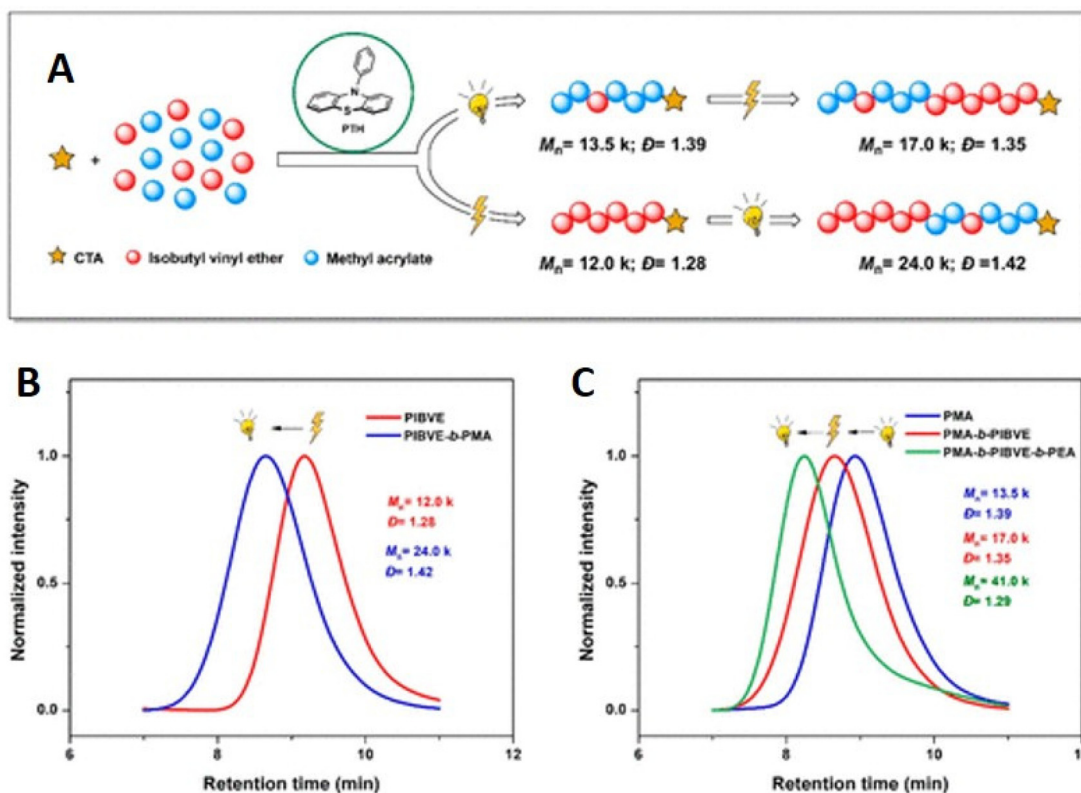 A
N
S
PTH
+
Mn= 13.5 k; Đ= 1.39
Mn= 17.0 k; Đ= 1.35
Mn= 12.0 k; Đ= 1.28
Mn= 24.0 k; Đ =1.42
CTA Isobutyl vinyl ether Methyl acrylate
B
PIBVE
PIBVE-b-PMA
1.0
0.5
0.0
Normalized intensity
Mn= 12.0 k
Đ= 1.28
Mn= 24.0 k
Đ= 1.42
6 8 10 12
Retention time (min)
C
PMA
PMA-b-PIBVE
PMA-b-PIBVE-b-PEA
1.0
0.5
0.0
Normalized intensity
Mn= 13.5 k
Đ= 1.39
Mn= 17.0 k
Đ= 1.35
Mn= 41.0 k
Đ= 1.29
6 8 10 12
Retention time (min)